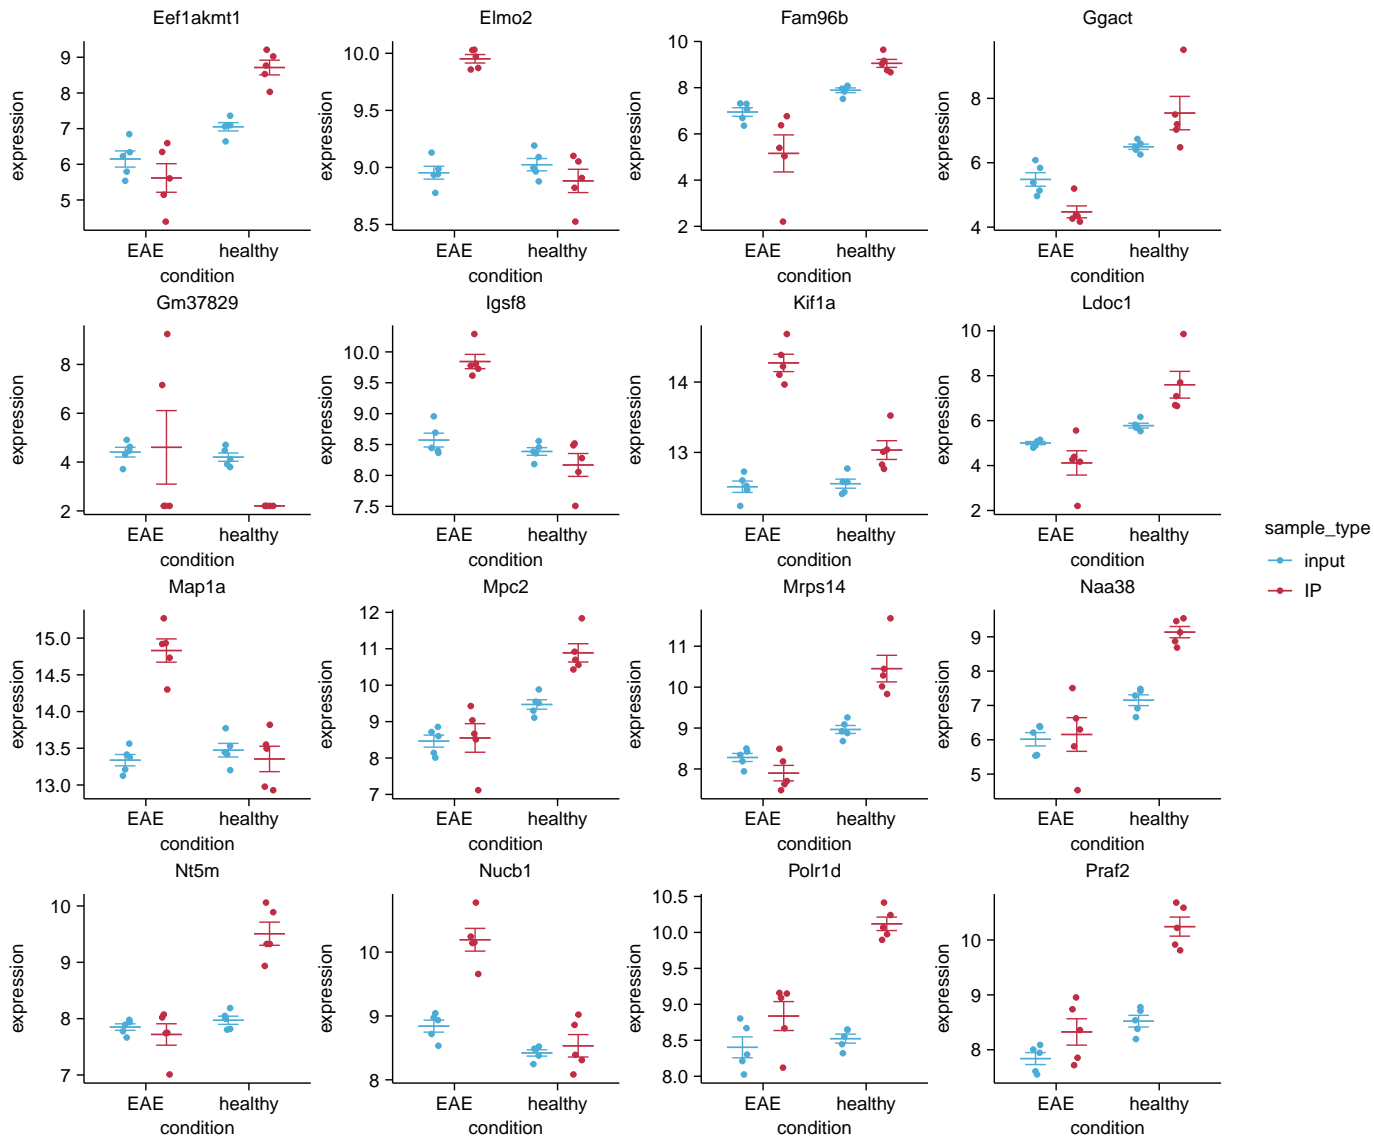 Eef1akmt1
Elmo2
Fam96b
Ggact
expression
9
8
7
6
5
EAE
healthy
condition
expression
10.0
9.5
9.0
8.5
EAE
healthy
condition
expression
10
8
6
4
2
EAE
healthy
condition
expression
8
6
4
EAE
healthy
condition
Gm37829
Igsf8
Kif1a
Ldoc1
expression
8
6
4
2
EAE
healthy
condition
expression
10.0
9.5
9.0
8.5
8.0
7.5
EAE
healthy
condition
expression
14
13
EAE
healthy
condition
expression
10
8
6
4
2
EAE
healthy
condition
sample_type
input
IP
Map1a
Mpc2
Mrps14
Naa38
expression
15.0
14.5
14.0
13.5
13.0
EAE
healthy
condition
expression
12
11
10
9
8
7
EAE
healthy
condition
expression
11
10
9
8
EAE
healthy
condition
expression
9
8
7
6
5
EAE
healthy
condition
Nt5m
Nucb1
Polr1d
Praf2
expression
10
9
8
7
EAE
healthy
condition
expression
10
9
8
EAE
healthy
condition
expression
10.5
10.0
9.5
9.0
8.5
8.0
EAE
healthy
condition
expression
10
9
8
EAE
healthy
condition